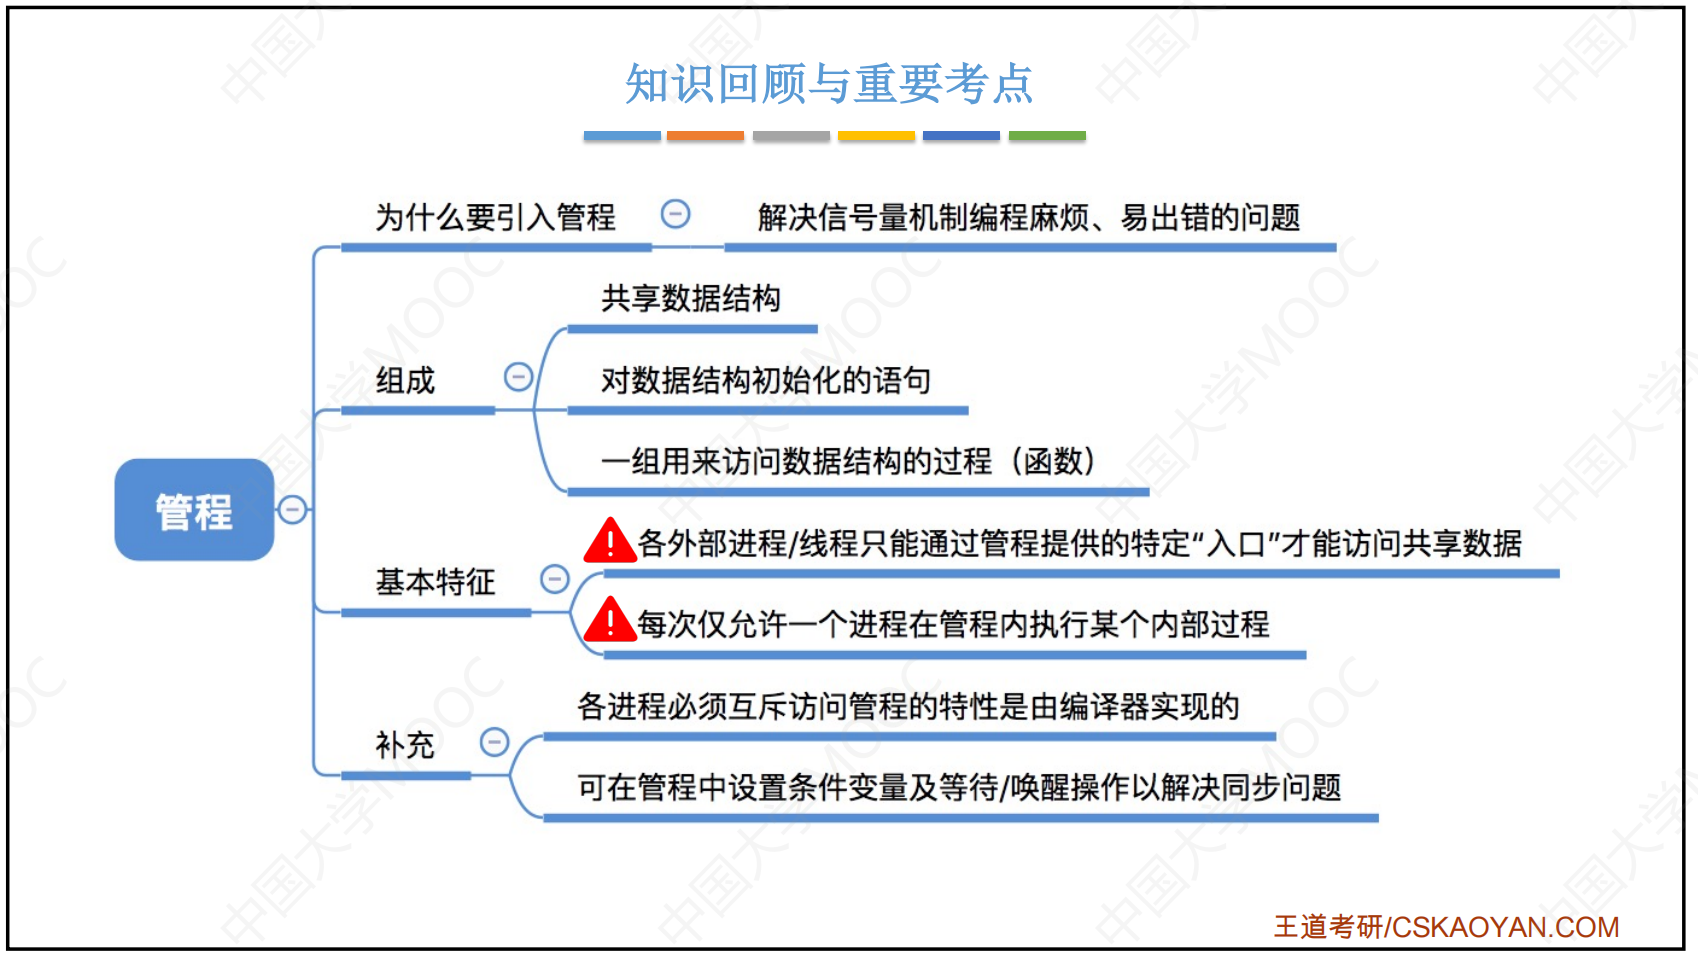 知识回顾与重要考点
为什么要引入管程
解决信号量机制编程麻烦、易出错的问题
共享数据结构
组成
对数据结构初始化的语句
一组用来访问数据结构的过程（函数）
管程
各外部进程/线程只能通过管程提供的特定“入口”才能访问共享数据
基本特征
每次仅允许一个进程在管程内执行某个内部过程
各进程必须互斥访问管程的特性是由编译器实现的
补充
可在管程中设置条件变量及等待/唤醒操作以解决同步问题
王道考研/CSKAOYAN.COM
中国大学MOOC